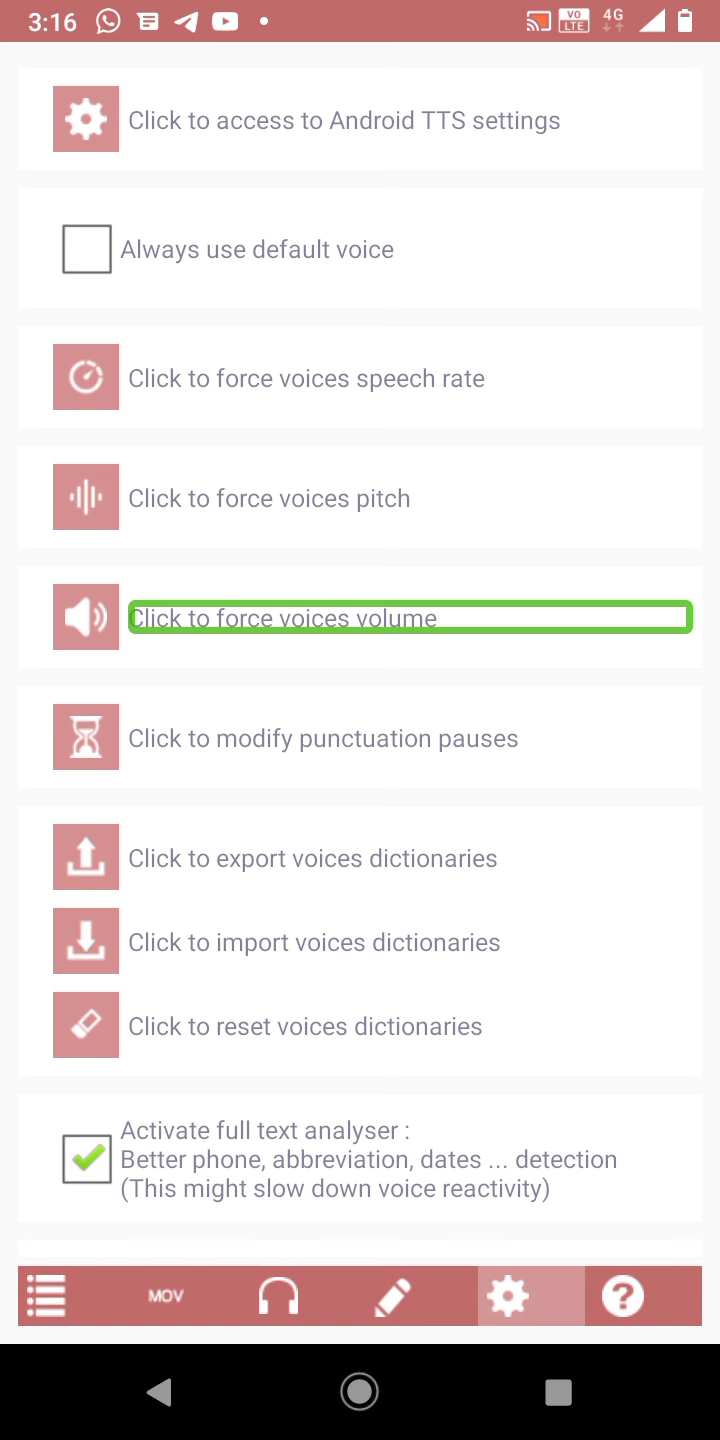 3:16
VO
LTE
4G
Click to access to Android TTS settings
Always use default voice
Click to force voices speech rate
Click to force voices pitch
Click to force voices volume
Click to modify punctuation pauses
Click to export voices dictionaries
Click to import voices dictionaries
Click to reset voices dictionaries
Activate full text analyser :
Better phone, abbreviation, dates ... detection
(This might slow down voice reactivity)
MOV
?